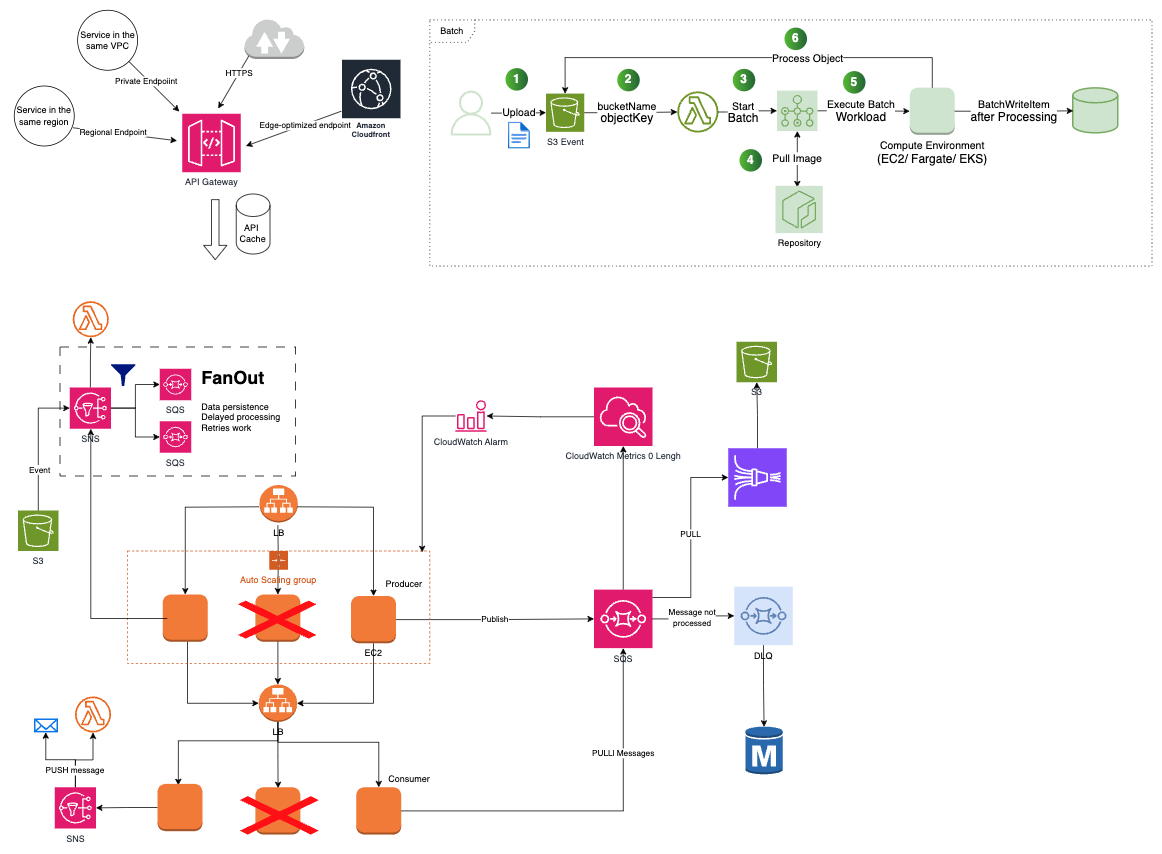 Service in the
same VPC
Service in the
same region
Private Endpoiint
HTTPS
Regional Endpoint
Edge-optimized endpoint
Amazon
Cloudfront
API Gateway
API
Cache
Batch
6
Process Object
1
2
3
5
Upload
S3 Event
bucketName
objectKey
Start
Batch
Execute Batch
Workload
BatchWriteItem
after Processing
Compute Environment
(EC2/ Fargate/ EKS)
4
Pull Image
Repository
FanOut
SQS
Data persistence
Delayed processing
Retries work
SNS
SQS
Event
S3
CloudWatch Alarm
CloudWatch Metrics 0 Lengh
S3
LB
Auto Scaling group
Producer
EC2
Publish
PULL
SQS
Message not
processed
DLQ
M
LB
PUSH message
SNS
Consumer
PULLI Messages